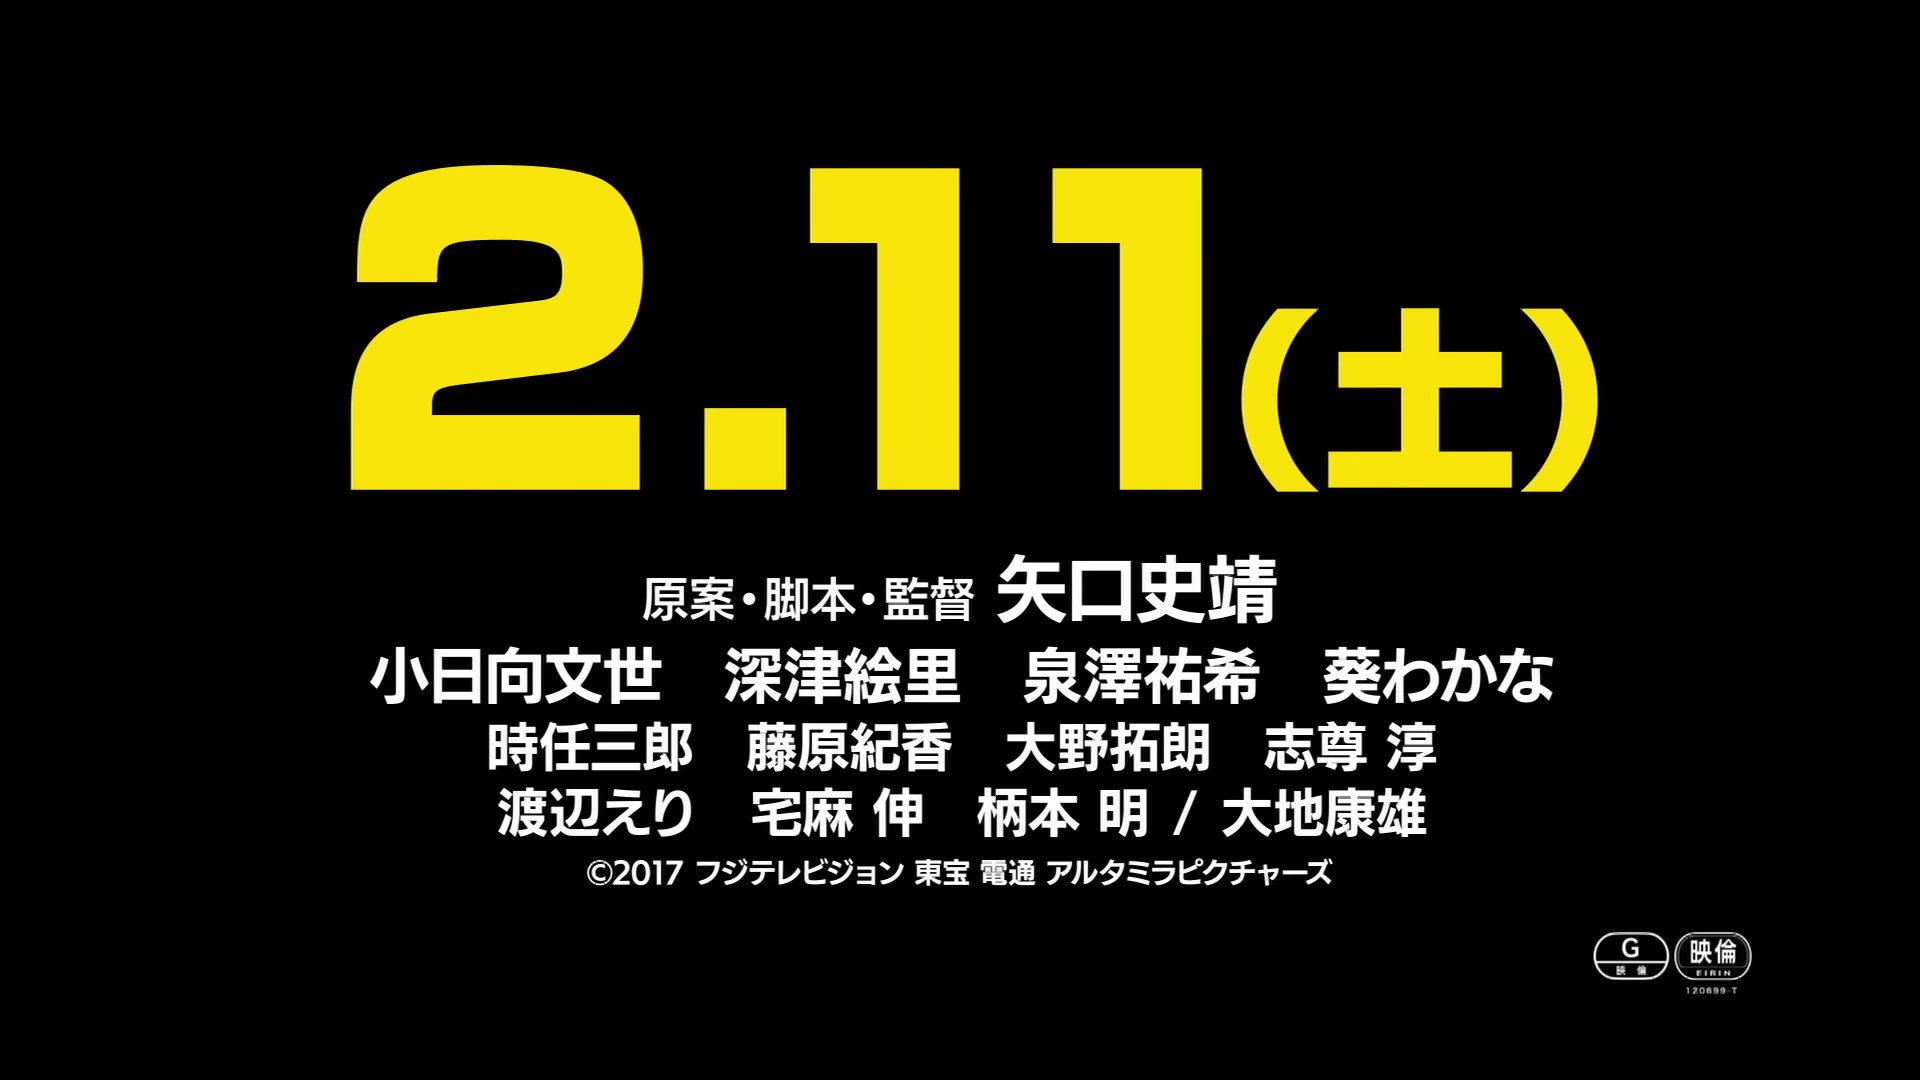 2.11(土)
原案・脚本・監督 矢口史靖
小日向文世 深津絵里 泉澤祐希 葵わかな
時任三郎 藤原紀香 大野拓朗 志尊 淳
渡辺えり 宅麻 伸 柄本 明 / 大地康雄
©2017 フジテレビジョン 東宝 電通 アルタミラピクチャーズ
G 映倫
映倫 EIRIN
120699-T